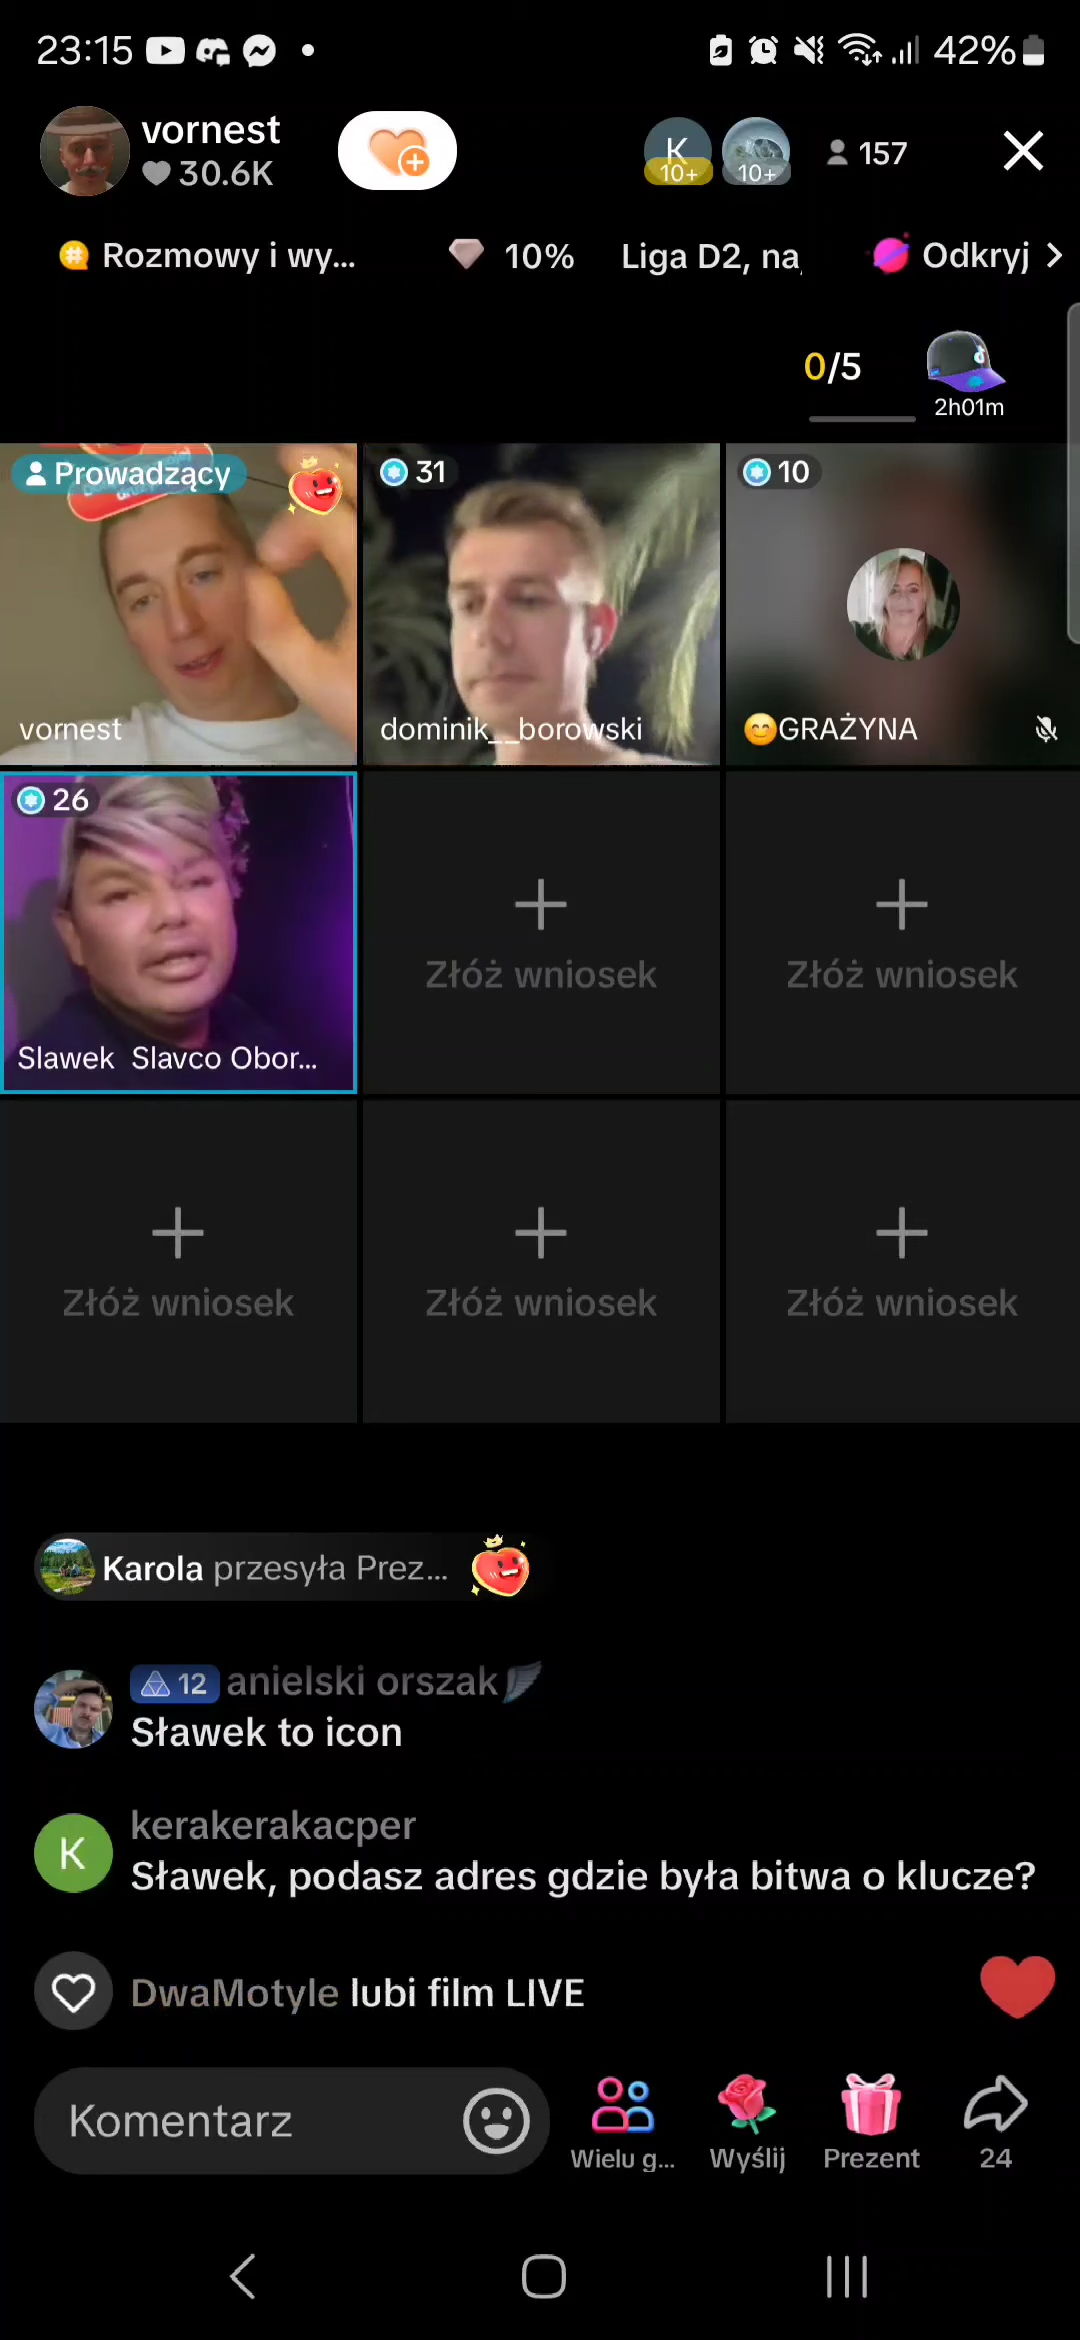 23:15
42%
vornest
30.6K
K
10+
10+
157
Rozmowy i wy...
10%
Liga D2, na
Odkryj
0/5
2h01m
Prowadzący
31
10
vornest
dominik__borowski
😊GRAŻYNA
26
Slawek Slavco Obor...
Złóż wniosek
Złóż wniosek
Złóż wniosek
Złóż wniosek
Złóż wniosek
Karola przesyła Prez...
12 anielski orszak
Sławek to icon
K
kerakerakacper
Sławek, podasz adres gdzie była bitwa o klucze?
DwaMotyle lubi film LIVE
Komentarz
Wielu g...
Wyślij
Prezent
24